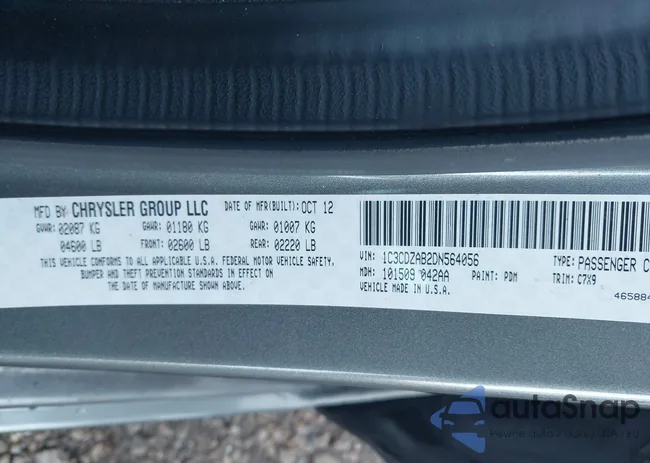 MFD BY CHRYSLER GROUP LLC DATE OF MFR(BUILT): OCT 12
GVWR: 02087 KG GAWR: 01180 KG GAWR: 01007 KG
04600 LB FRONT: 02600 LB REAR: 02220 LB
THIS VEHICLE CONFORMS TO ALL APPLICABLE U.S.A. FEDERAL MOTOR VEHICLE SAFETY,
BUMPER AND THEFT PREVENTION STANDARDS IN EFFECT ON
THE DATE OF MANUFACTURE SHOWN ABOVE.
VIN: 1C3CDZAB2DN564056 TYPE: PASSENGER C
MDH: 101509 042AA PAINT: PDM TRIM: C7X9
VEHICLE MADE IN U.S.A.
46588
autoSnap